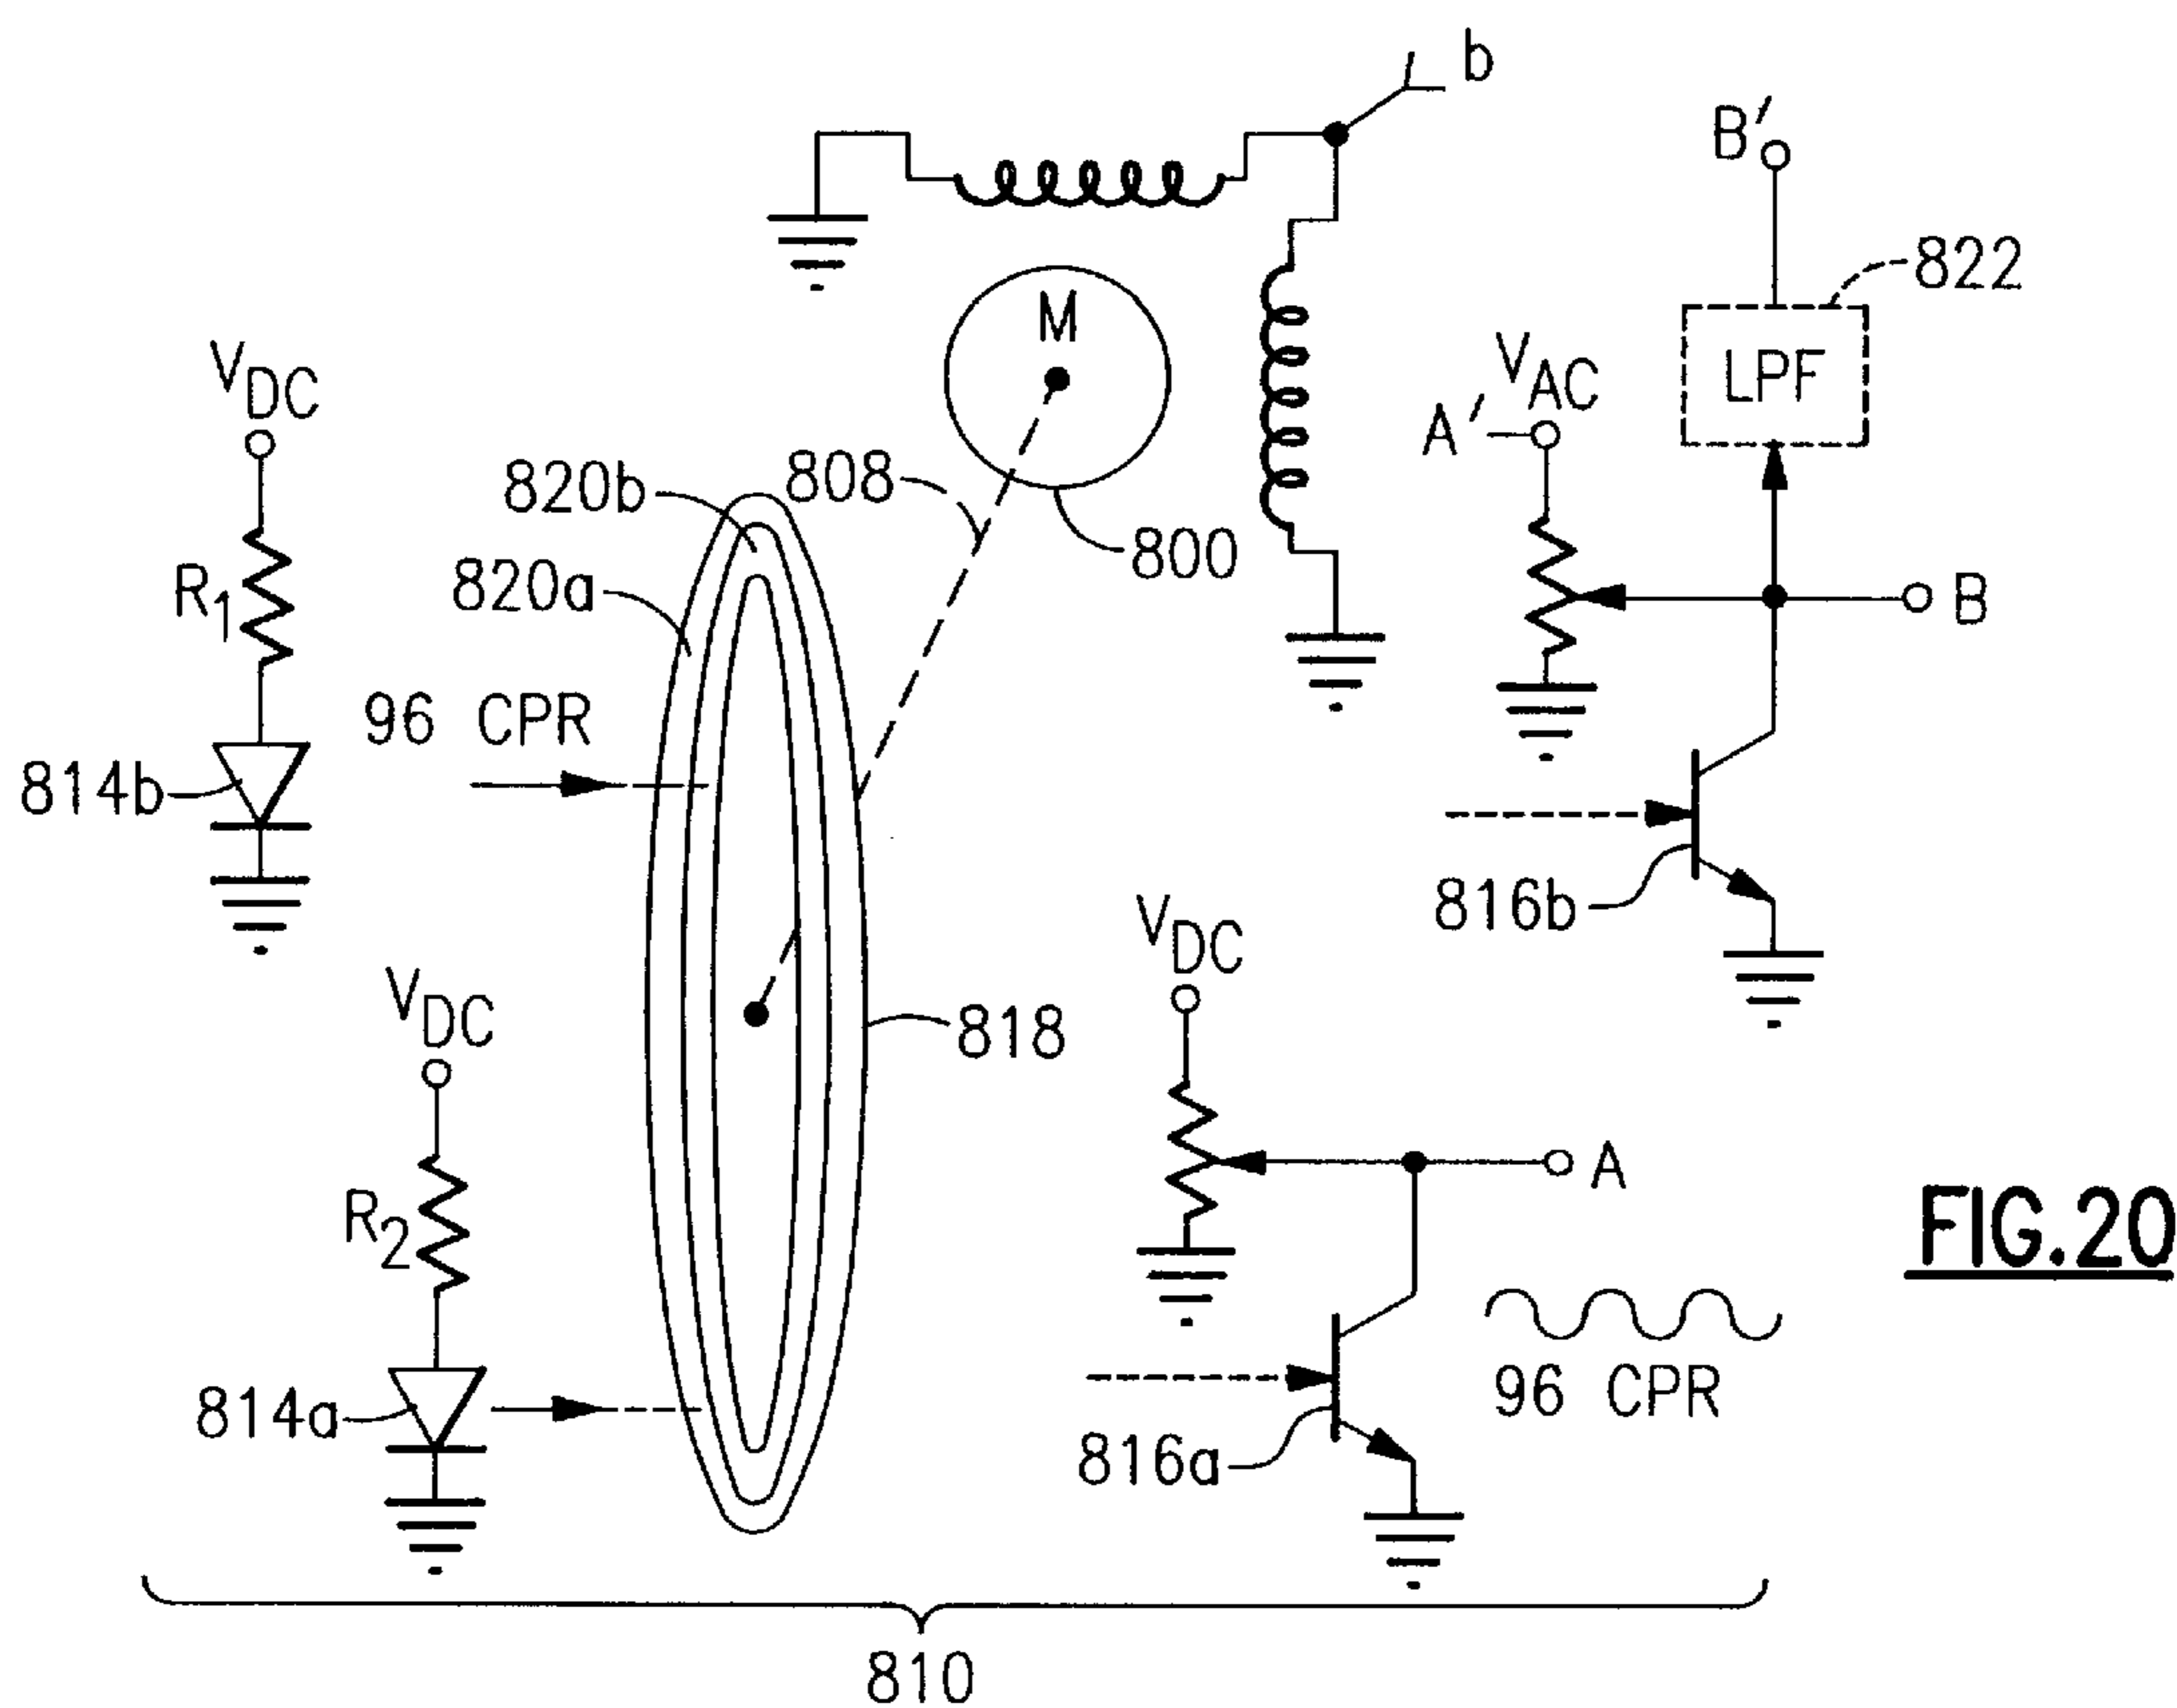 b
B′
822
M
V_DC
V_AC
LPF
A′
820b
808
800
820a
R_1
B
96 CPR
814b
816b
V_DC
V_DC
818
A
R_2
FIG.20
96 CPR
814a
816a
810